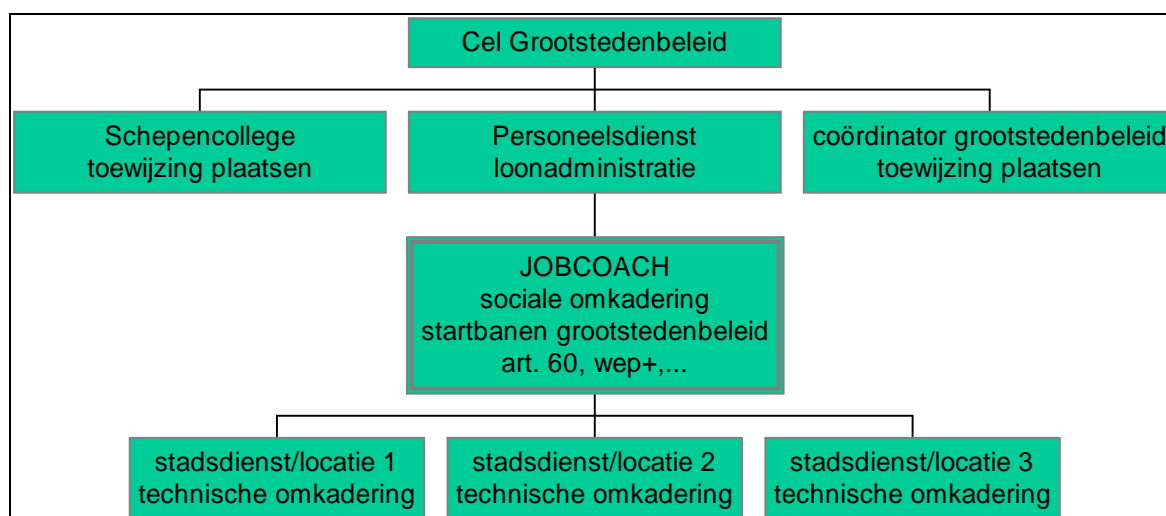 Cel Grootstedenbeleid
Schepencollege
toewijzing plaatsen
Personeelsdienst
loonadministratie
coördinator grootstedenbeleid
toewijzing plaatsen
JOBCOACH
sociale omkadering
startbanen grootstedenbeleid
art. 60, wep+,...
stadsdienst/locatie 1
technische omkadering
stadsdienst/locatie 2
technische omkadering
stadsdienst/locatie 3
technische omkadering